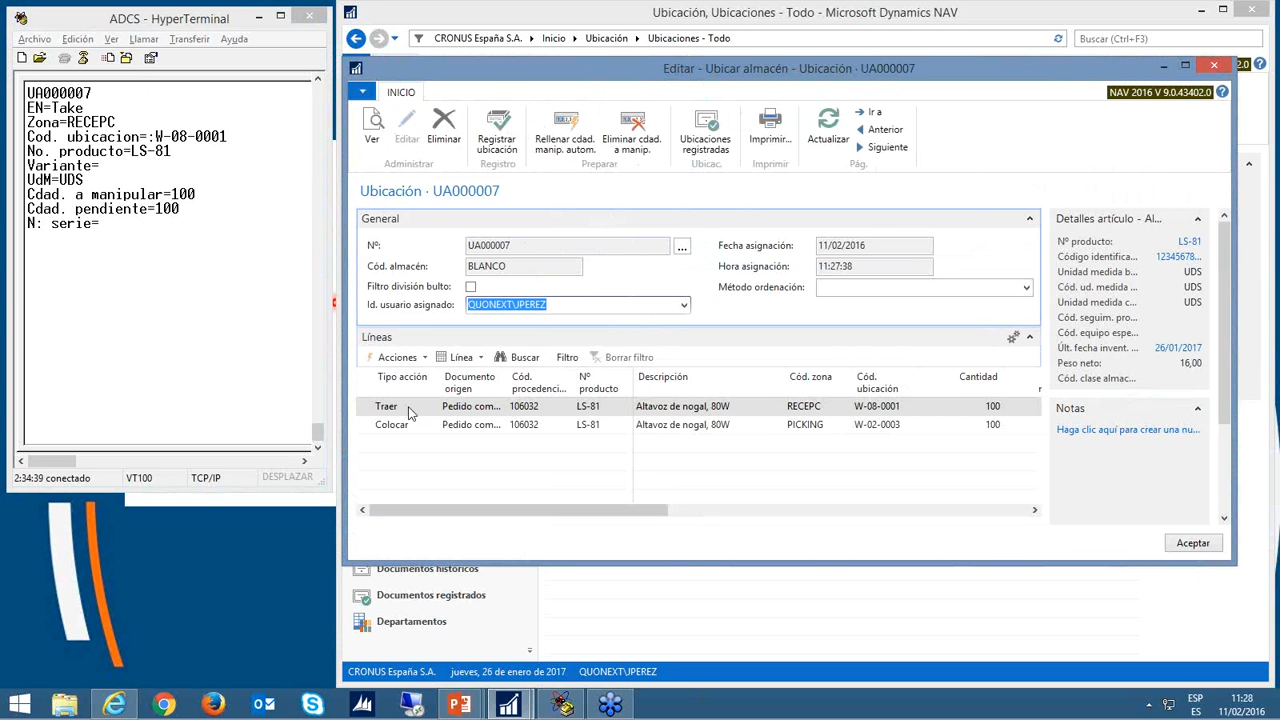 ADCS - HyperTerminal
Archivo Edición Ver Llamar Transferir Ayuda
UA000007
EN=Take
Zona=RECEPC
Cod. ubicacion=:W-08-0001
No. producto=LS-81
Variante=
UdM=UDS
Cdad. a manipular=100
Cdad. pendiente=100
N: serie=
2:34:39 conectado VT100 TCP/IP DESPLAZAR
Ubicación, Ubicaciones - Todo - Microsoft Dynamics NAV
CRONUS España S.A. Inicio Ubicación Ubicaciones - Todo
Buscar (Ctrl+F3)
Editar - Ubicar almacén - Ubicación · UA000007
INICIO
NAV 2016 V 9.0.43402.0
Ver Editar Eliminar Registrar ubicación Rellenar cdad. manip. autom. Eliminar cdad. a manip. Ubicaciones registradas Imprimir... Actualizar Ir a Anterior Siguiente
Administrar Registro Preparar Ubicac. Imprimir Pág.
Ubicación · UA000007
General
Nº: UA000007 ... Fecha asignación: 11/02/2016
Cód. almacén: BLANCO Hora asignación: 11:27:38
Filtro división bulto: Método ordenación:
Id. usuario asignado: QUONEXT\JPEREZ
Líneas
Acciones Línea Buscar Filtro Borrar filtro
Tipo acción Documento origen Cód. procedenci... Nº producto Descripción Cód. zona Cód. ubicación Cantidad
Traer Pedido com... 106032 LS-81 Altavoz de nogal, 80W RECEPC W-08-0001 100
Colocar Pedido com... 106032 LS-81 Altavoz de nogal, 80W PICKING W-02-0003 100
Detalles artículo - Al...
Nº producto: LS-81
Código identifica... 12345678...
Unidad medida b... UDS
Cód. ud. medida ... UDS
Unidad medida c... UDS
Cód. seguim. pro...
Cód. equipo espe...
Últ. fecha invent. ... 26/01/2017
Peso neto: 16,00
Cód. clase almac...
Notas
Haga clic aquí para crear una nu...
Aceptar
Documentos históricos
Documentos registrados
Departamentos
CRONUS España S.A. jueves, 26 de enero de 2017 QUONEXT\JPEREZ
ESP
ES
11:28
11/02/2016